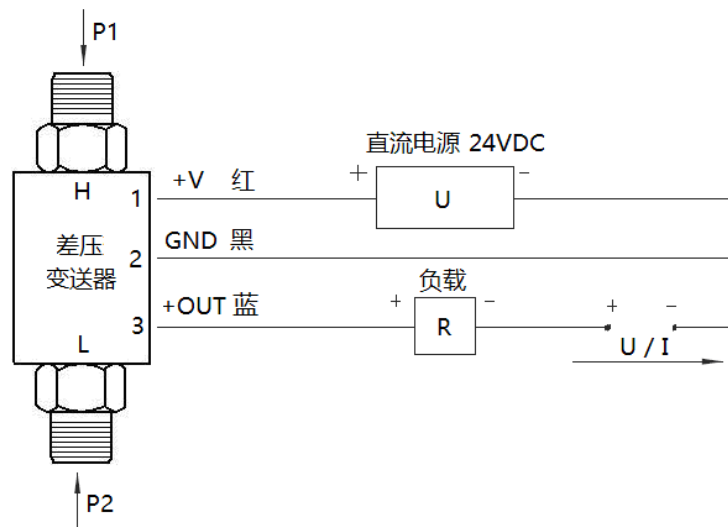 P1
直流电源 24VDC
H
1
+V 红
+
U
-
差压
变送器
2
GND 黑
负载
3
+OUT 蓝
+
R
-
+
-
L
U / I
P2